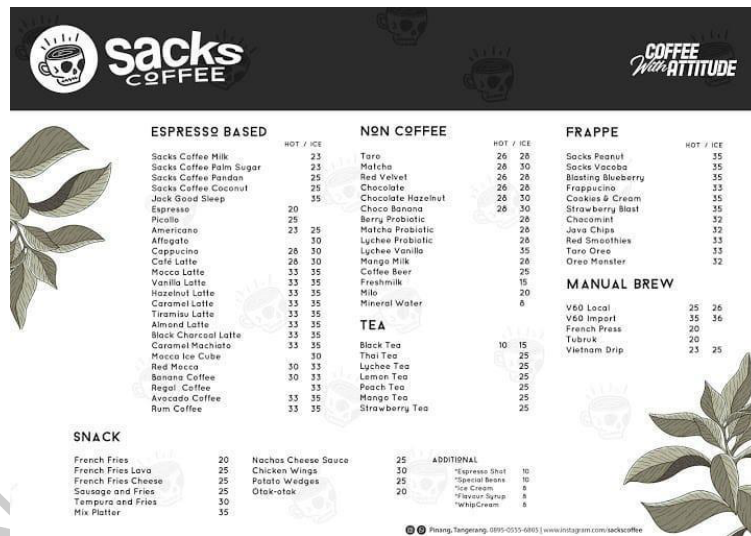 sacks
COFFEE
COFFEE
With ATTITUDE
ESPRESSO BASED
HOT / ICE
Sacks Coffee Milk 23
Sacks Coffee Palm Sugar 23
Sacks Coffee Pandan 25
Sacks Coffee Coconut 25
Jack Good Sleep 35
Espresso 20
Picollo 25
Americano 23 25
Affogato 30
Cappucino 28 30
Café Latte 28 30
Mocca Latte 33 35
Vanilla Latte 33 35
Hazelnut Latte 33 35
Caramel Latte 33 35
Tiramisu Latte 33 35
Almond Latte 33 35
Black Charcoal Latte 33 35
Caramel Machiato 33 35
Mocca Ice Cube 30
Red Mocca 30 33
Banana Coffee 30 33
Regal Coffee 33
Avocado Coffee 33 35
Rum Coffee 33 35
NON COFFEE
HOT / ICE
Taro 26 28
Matcha 28 30
Red Velvet 26 28
Chocolate 26 28
Chocolate Hazelnut 28 30
Choco Banana 28 30
Berry Probiotic 28
Matcha Probiotic 28
Lychee Probiotic 28
Lychee Vanilla 35
Mango Milk 28
Coffee Beer 25
Freshmilk 15
Milo 20
Mineral Water 8
TEA
Black Tea 10 15
Thai Tea 25
Lychee Tea 25
Lemon Tea 25
Peach Tea 25
Mango Tea 25
Strawberry Tea 25
FRAPPE
HOT / ICE
Sacks Peanut 35
Sacks Vocoba 35
Blasting Blueberry 35
Frappucino 33
Cookies & Cream 35
Strawberry Blast 35
Chocomint 32
Java Chips 32
Red Smoothies 33
Taro Oreo 33
Oreo Monster 32
MANUAL BREW
V60 Local 25 26
V60 Import 35 36
French Press 20
Tubruk 20
Vietnam Drip 23 25
SNACK
French Fries 20
French Fries Lava 25
French Fries Cheese 25
Sausage and Fries 25
Tempura and Fries 30
Mix Platter 35
Nachos Cheese Sauce 25
Chicken Wings 30
Potato Wedges 25
Otak-otak 20
ADDITIONAL
*Espresso Shot 10
*Special Beans 10
*Ice Cream 8
*Flavour Syrup 8
*WhipCream 8
Pinang, Tangerang. 0895-0555-6865 | www.instagram.com/sackscoffee